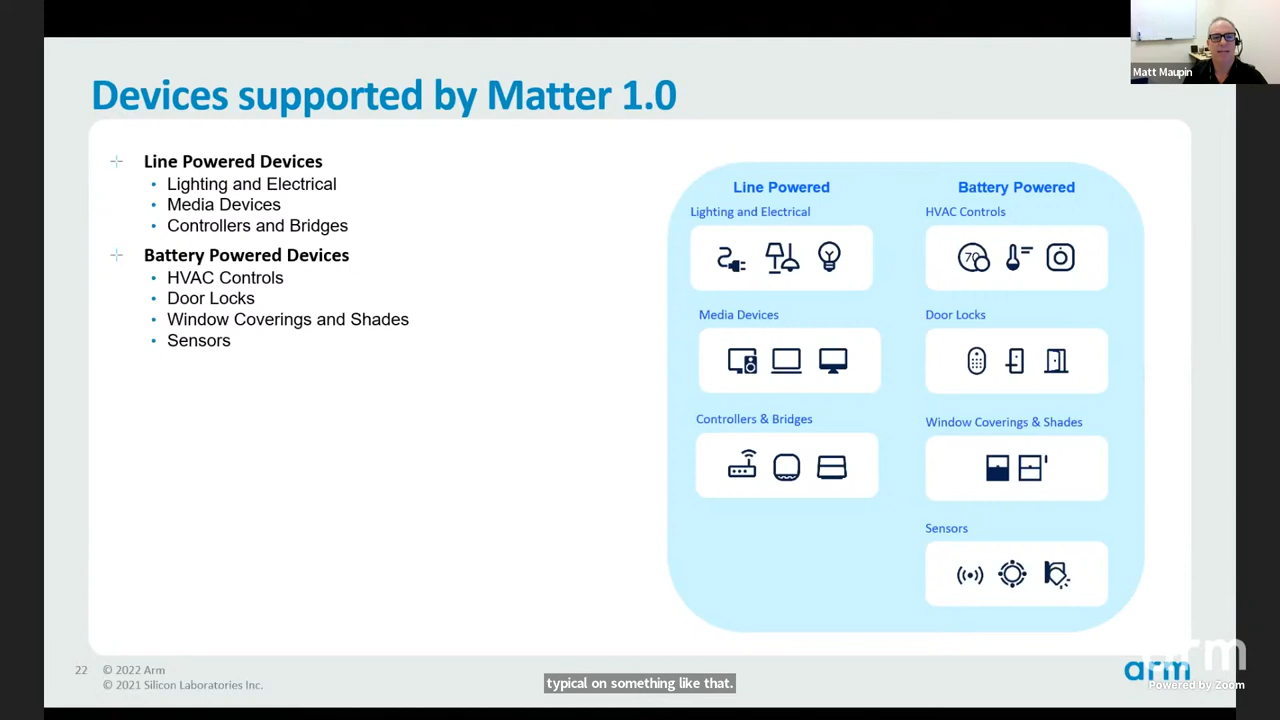 Matt Maupin
Devices supported by Matter 1.0
Line Powered Devices
• Lighting and Electrical
• Media Devices
• Controllers and Bridges
Battery Powered Devices
• HVAC Controls
• Door Locks
• Window Coverings and Shades
• Sensors
Line Powered
Lighting and Electrical
Media Devices
Controllers & Bridges
Battery Powered
HVAC Controls
70
Door Locks
Window Coverings & Shades
Sensors
22
© 2022 Arm
© 2021 Silicon Laboratories Inc.
typical on something like that.
arm
arm
Powered by Zoom